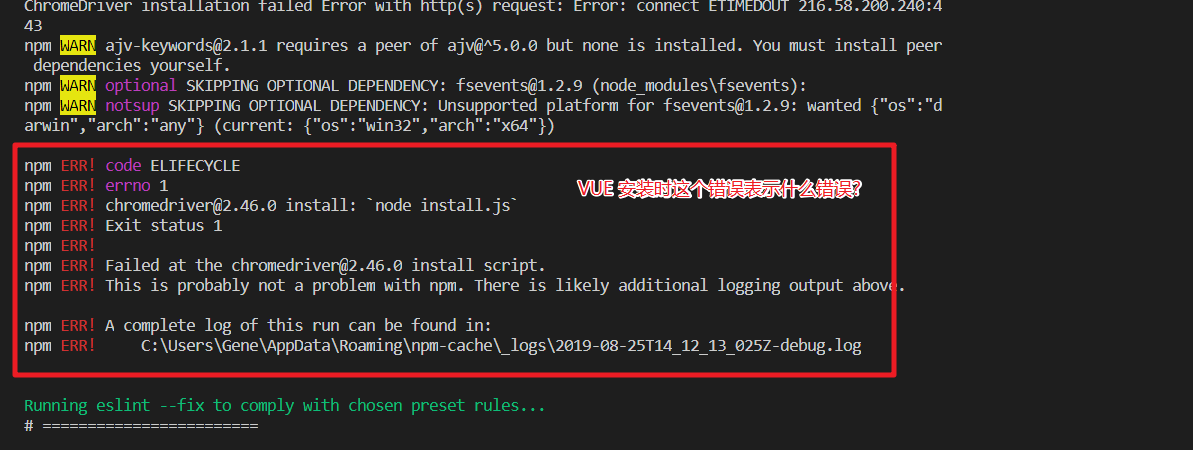 ChromeDriver installation failed Error with http(s) request: Error: connect ETIMEDOUT 216.58.200.240:4
43
npm WARN ajv-keywords@2.1.1 requires a peer of ajv@^5.0.0 but none is installed. You must install peer
 dependencies yourself.
npm WARN optional SKIPPING OPTIONAL DEPENDENCY: fsevents@1.2.9 (node_modules\fsevents):
npm WARN notsup SKIPPING OPTIONAL DEPENDENCY: Unsupported platform for fsevents@1.2.9: wanted {"os":"d
arwin","arch":"any"} (current: {"os":"win32","arch":"x64"})
npm ERR! code ELIFECYCLE
npm ERR! errno 1
VUE 安装时这个错误表示什么错误?
npm ERR! chromedriver@2.46.0 install: `node install.js`
npm ERR! Exit status 1
npm ERR!
npm ERR! Failed at the chromedriver@2.46.0 install script.
npm ERR! This is probably not a problem with npm. There is likely additional logging output above.
npm ERR! A complete log of this run can be found in:
npm ERR!     C:\Users\Gene\AppData\Roaming\npm-cache\_logs\2019-08-25T14_12_13_025Z-debug.log
Running eslint --fix to comply with chosen preset rules...
# ========================